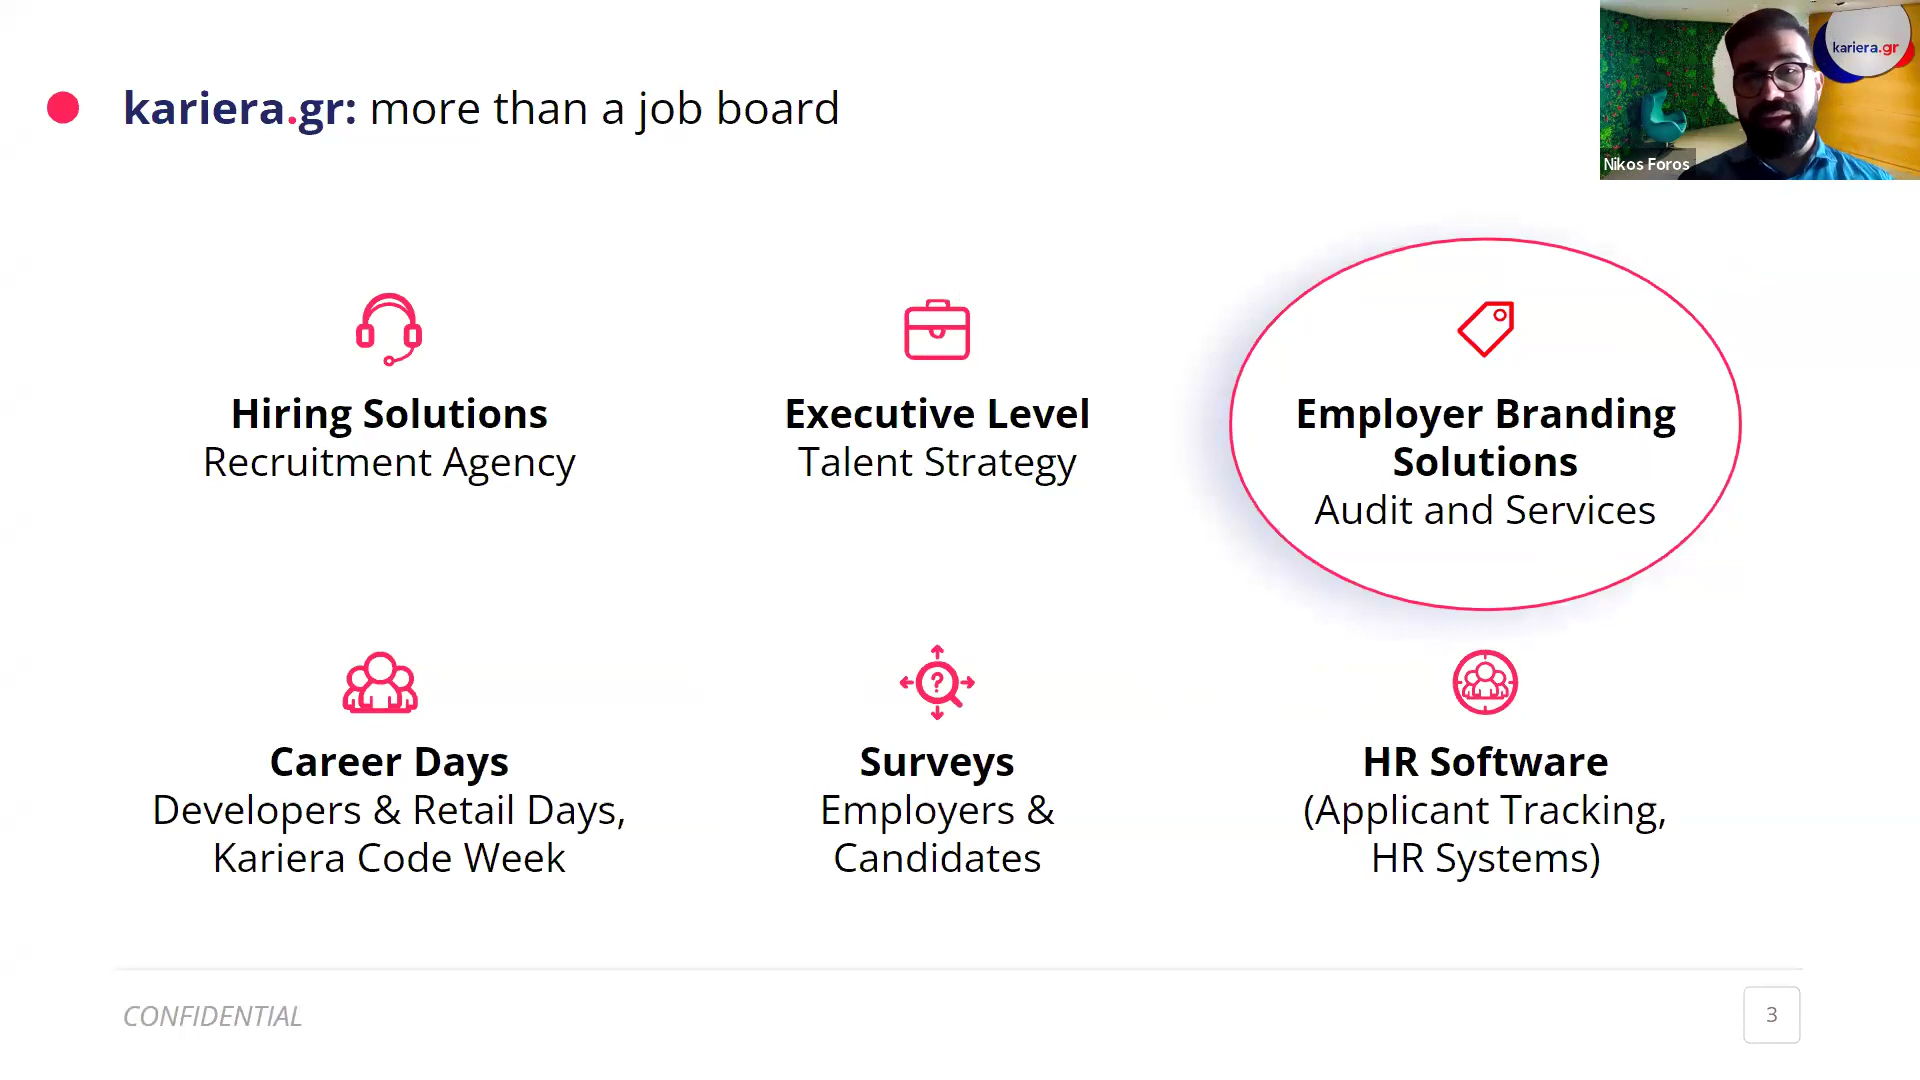 kariera.gr: more than a job board
kariera.gr
Nikos Foros
Hiring Solutions
Recruitment Agency
Executive Level
Talent Strategy
Employer Branding
Solutions
Audit and Services
Career Days
Developers & Retail Days,
Kariera Code Week
Surveys
Employers &
Candidates
HR Software
(Applicant Tracking,
HR Systems)
CONFIDENTIAL
3